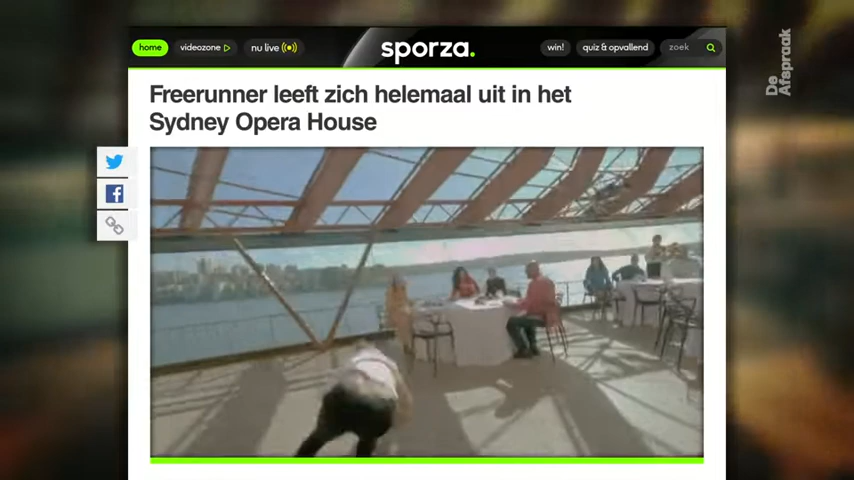 home
videozone
nu live
sporza.
win!
quiz & opvallend
zoek
De
Afspraak
Freerunner leeft zich helemaal uit in het
Sydney Opera House